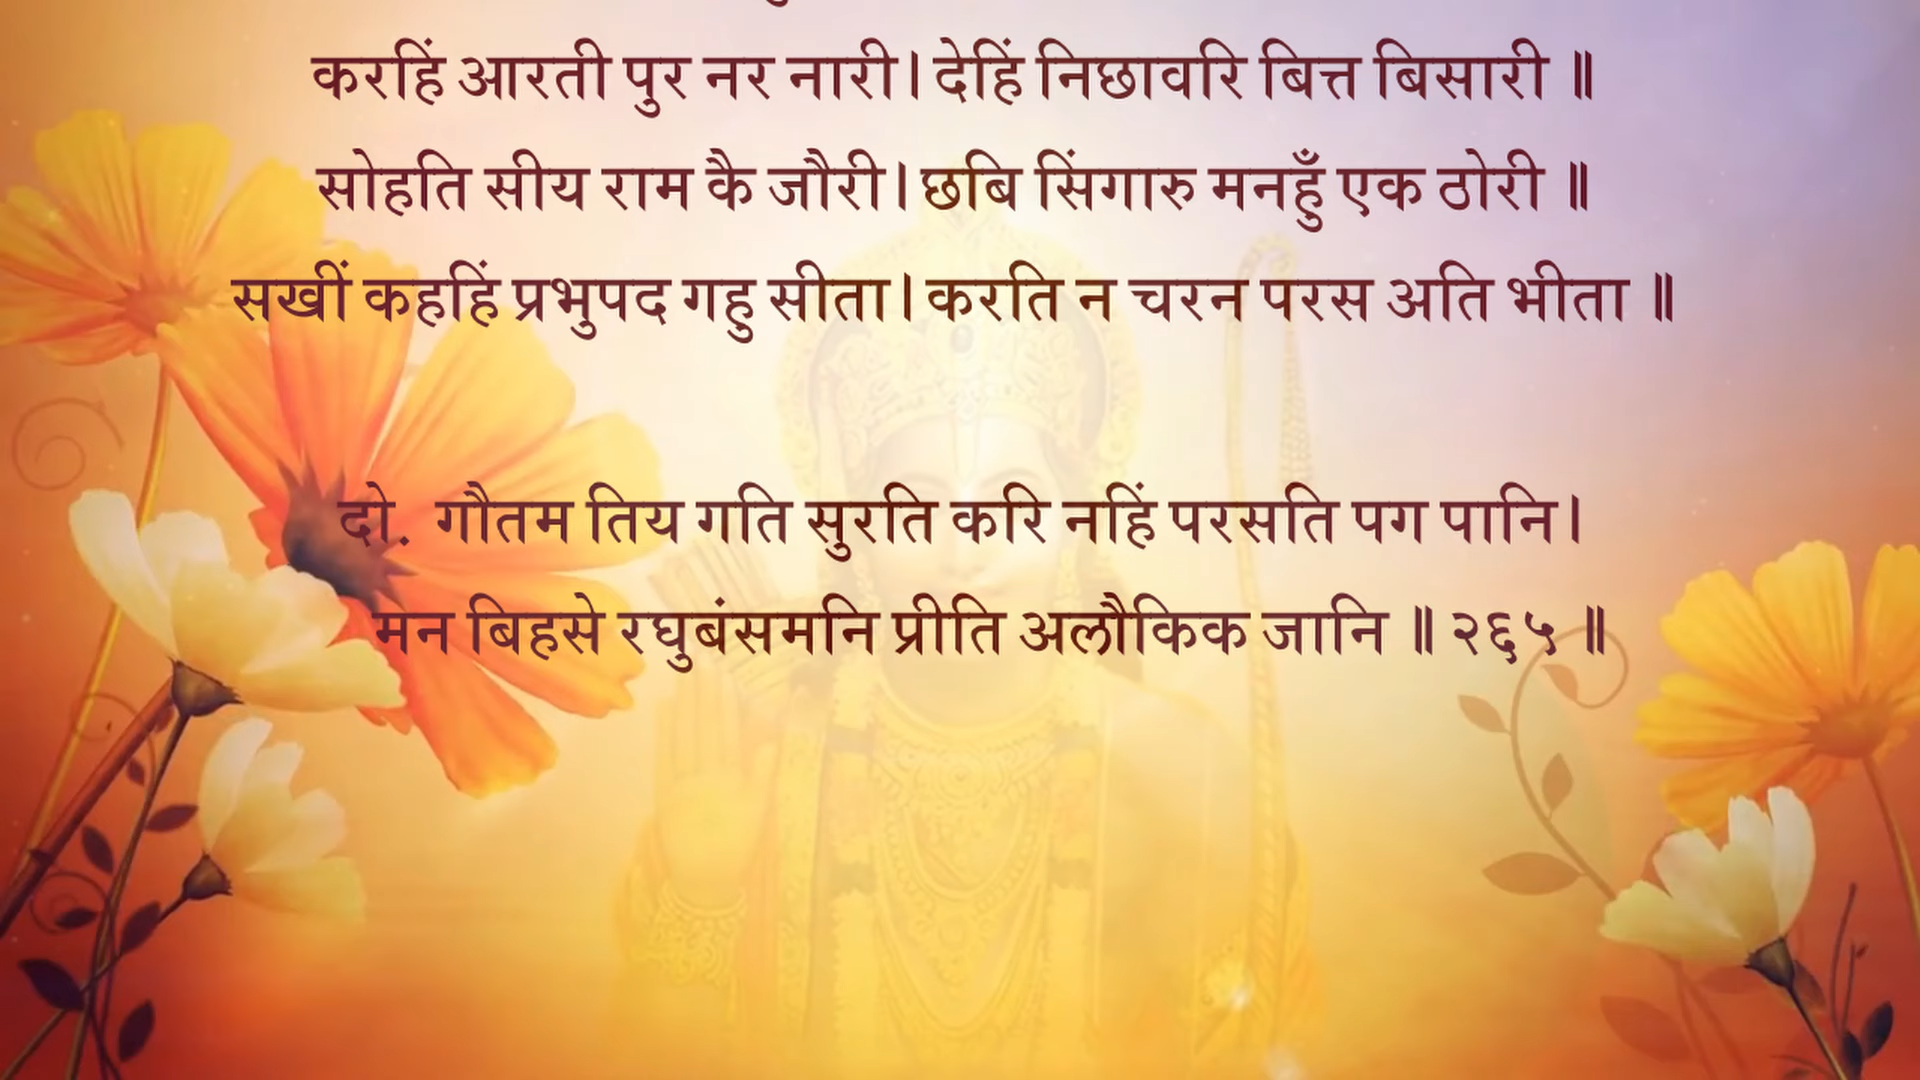 करहिं आरती पुर नर नारी। देहिं निछावरि बित्त बिसारी ॥
सोहति सीय राम कै जौरी। छबि सिंगारु मनहुँ एक ठोरी ॥
सखीं कहहिं प्रभुपद गहु सीता। करति न चरन परस अति भीता ॥
दो. गौतम तिय गति सुरति करि नहिं परसति पग पानि।
मन बिहसे रघुबंसमनि प्रीति अलौकिक जानि ॥ २६५ ॥